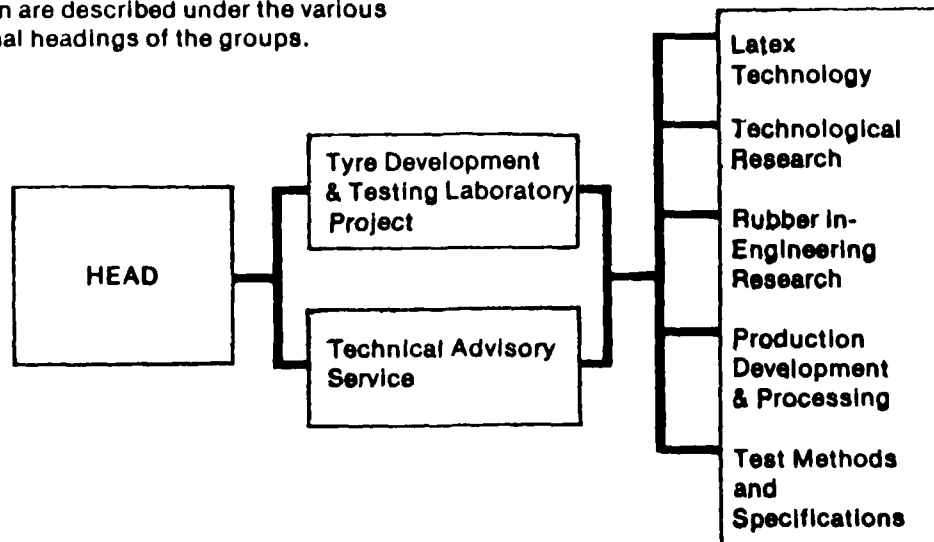 are described under the various
headings of the groups.
HEAD
Tyre Development
& Testing Laboratory
Project
Technical Advisory
Service
Latex
Technology
Technological
Research
Rubber in-
Engineering
Research
Production
Development
& Processing
Test Methods
and
Specifications